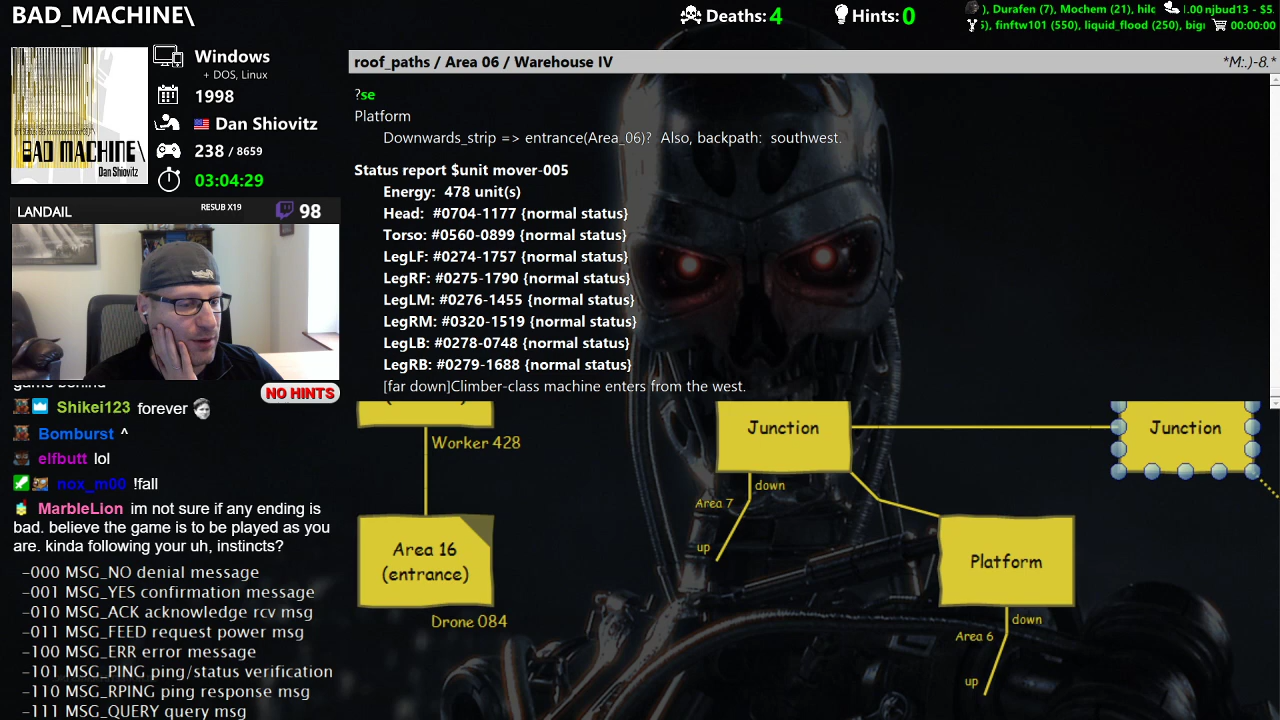 BAD_MACHINE\
Deaths: 4
Hints: 0
), Durafen (7), Mochem (21), hilc
1.00 njbud13 - $5.
5), finftw101 (550), liquid_flood (250), bigr
00:00:00
Windows
+ DOS, Linux
1998
Dan Shiovitz
238 / 8659
03:04:29
BAD MACHINE\
Dan Shiovitz
LANDAIL
RESUB X19
98
NO HINTS
Shikei123 forever
Bomburst ^
elfbutt lol
nox_m00 !fall
MarbleLion im not sure if any ending is
bad. believe the game is to be played as you
are. kinda following your uh, instincts?
-000 MSG_NO denial message
-001 MSG_YES confirmation message
-010 MSG_ACK acknowledge rcv msg
-011 MSG_FEED request power msg
-100 MSG_ERR error message
-101 MSG_PING ping/status verification
-110 MSG_RPING ping response msg
-111 MSG_QUERY query msg
roof_paths / Area 06 / Warehouse IV
*M:.)-8.*
?se
Platform
Downwards_strip => entrance(Area_06)? Also, backpath: southwest.
Status report $unit mover-005
Energy: 478 unit(s)
Head: #0704-1177 {normal status}
Torso: #0560-0899 {normal status}
LegLF: #0274-1757 {normal status}
LegRF: #0275-1790 {normal status}
LegLM: #0276-1455 {normal status}
LegRM: #0320-1519 {normal status}
LegLB: #0278-0748 {normal status}
LegRB: #0279-1688 {normal status}
[far down]Climber-class machine enters from the west.
Worker 428
Area 16
(entrance)
Drone 084
Junction
down
Area 7
up
Platform
down
Area 6
up
Junction